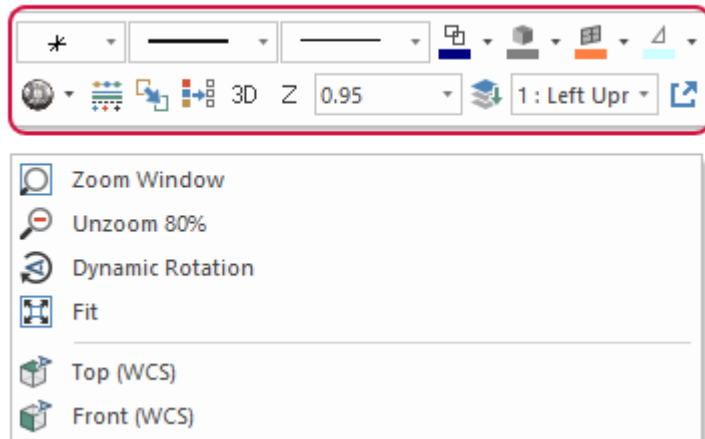 3D Z 0.95 1 : Left Upr
Zoom Window
Unzoom 80%
Dynamic Rotation
Fit
Top (WCS)
Front (WCS)